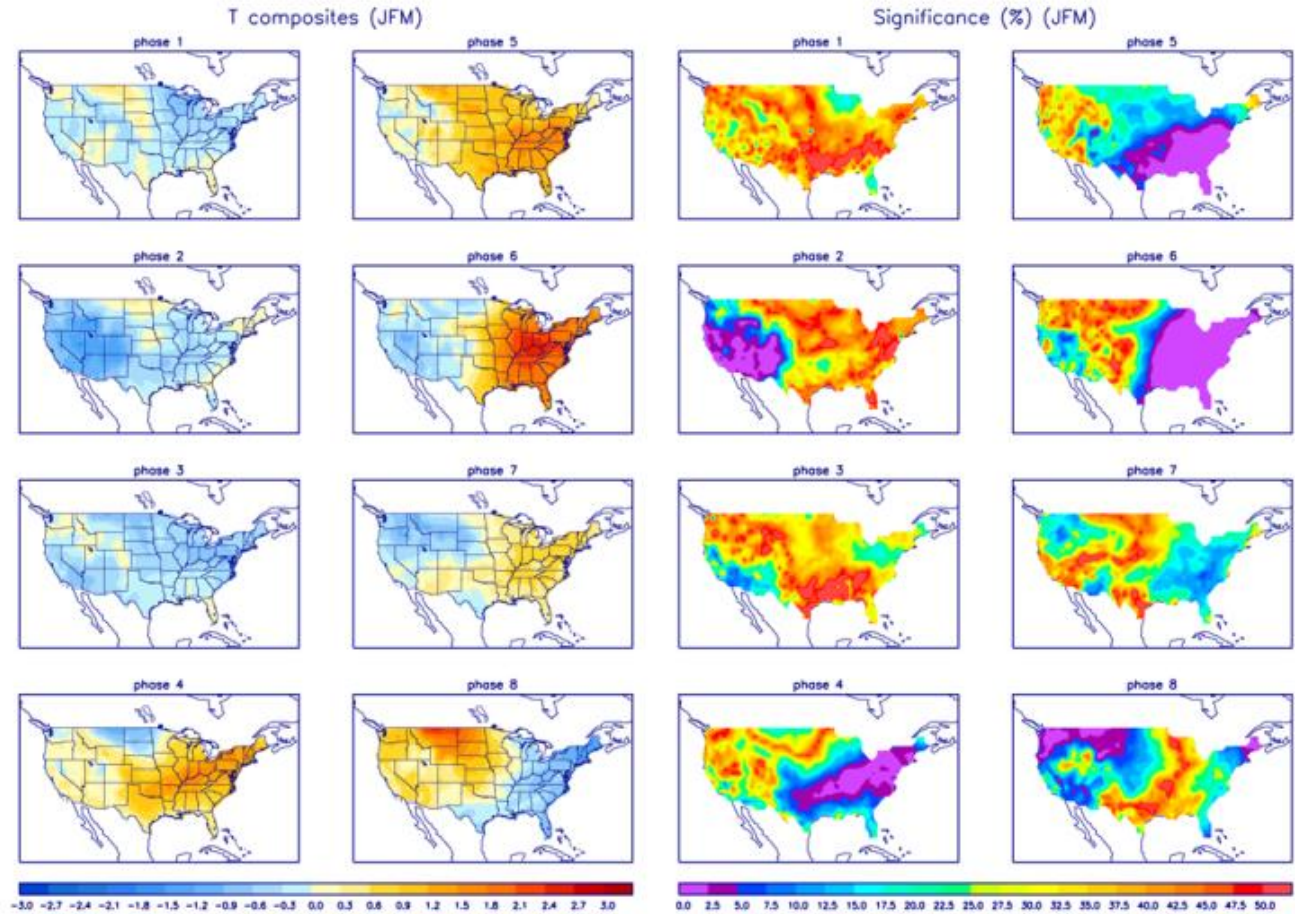 T composites (JFM)
Significance (%) (JFM)
phase 1
phase 5
phase 1
phase 5
phase 2
phase 6
phase 2
phase 6
phase 3
phase 7
phase 3
phase 7
phase 4
phase 8
phase 4
phase 8
-3.0 -2.7 -2.4 -2.1 -1.8 -1.5 -1.2 -0.9 -0.6 -0.3 0.0 0.3 0.6 0.9 1.2 1.5 1.8 2.1 2.4 2.7 3.0
0.0 2.5 5.0 7.5 10.0 12.5 15.0 17.5 20.0 22.5 25.0 27.5 30.0 32.5 35.0 37.5 40.0 42.5 45.0 47.5 50.0